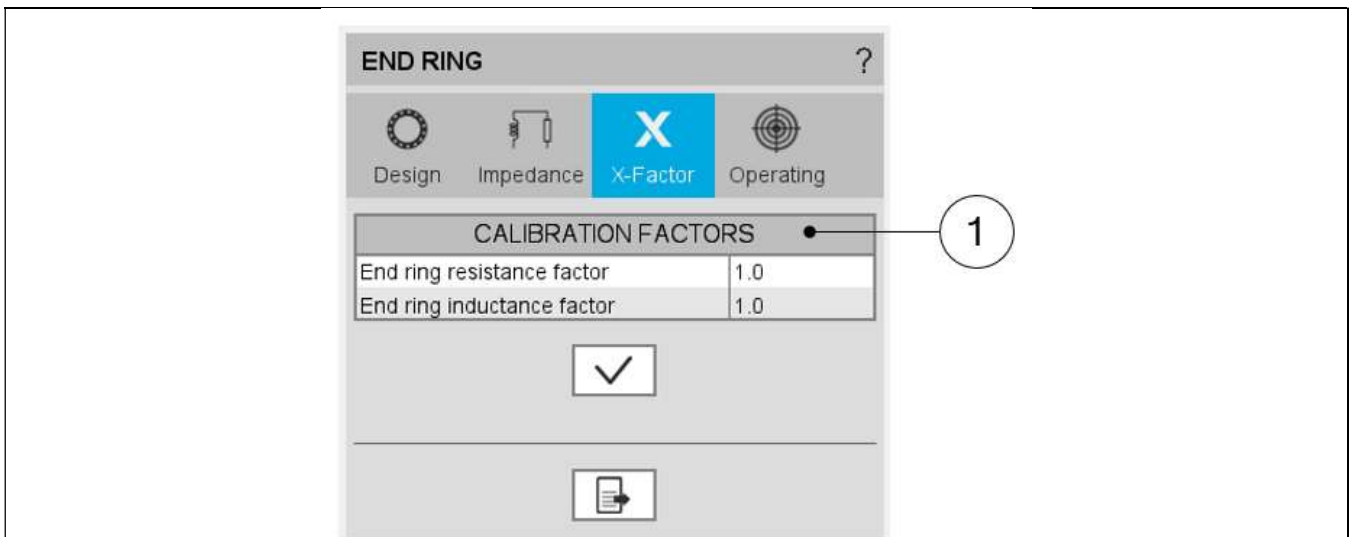 END RING ?
Design Impedance X-Factor Operating
CALIBRATION FACTORS
1
End ring resistance factor 1.0
End ring inductance factor 1.0